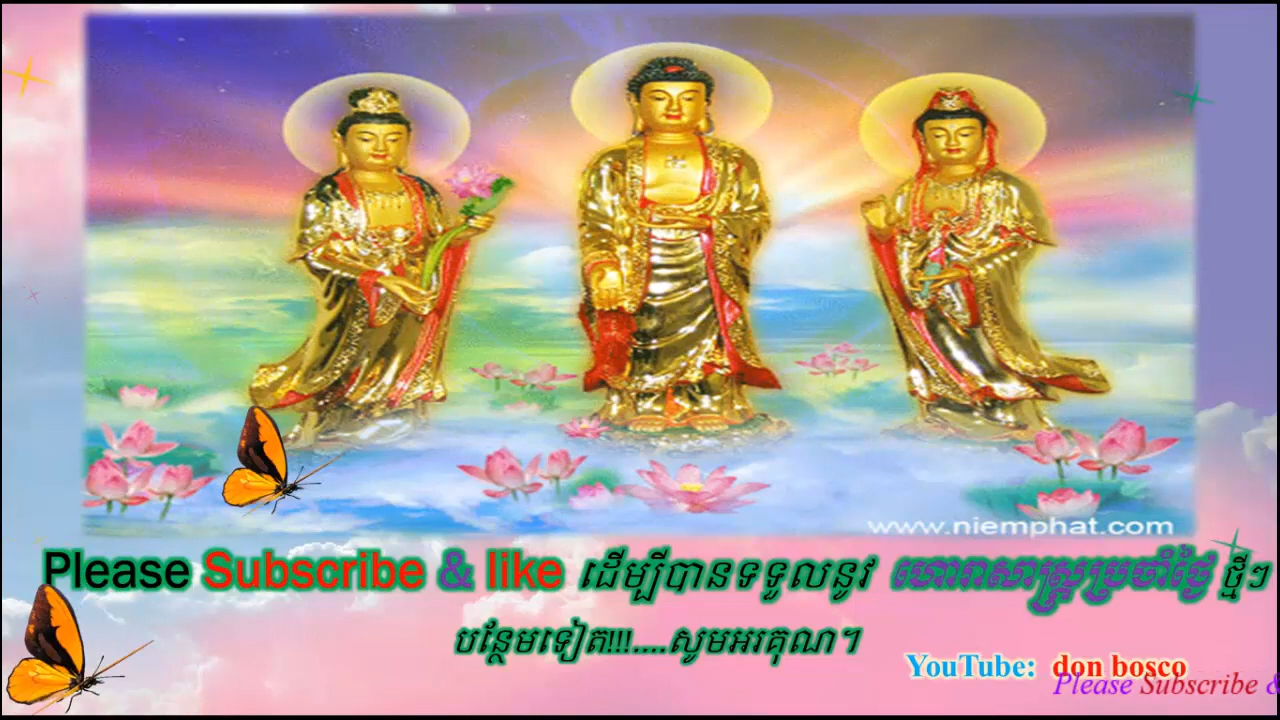 www.niemphat.com
Please Subscribe & like ដើម្បីបានទទួលនូវ ហោរាសាស្ត្រប្រចាំថ្ងៃ ថ្មីៗ
បន្ថែមទៀត!!!....សូមអរគុណ។
YouTube: don bosco
Please Subscribe &